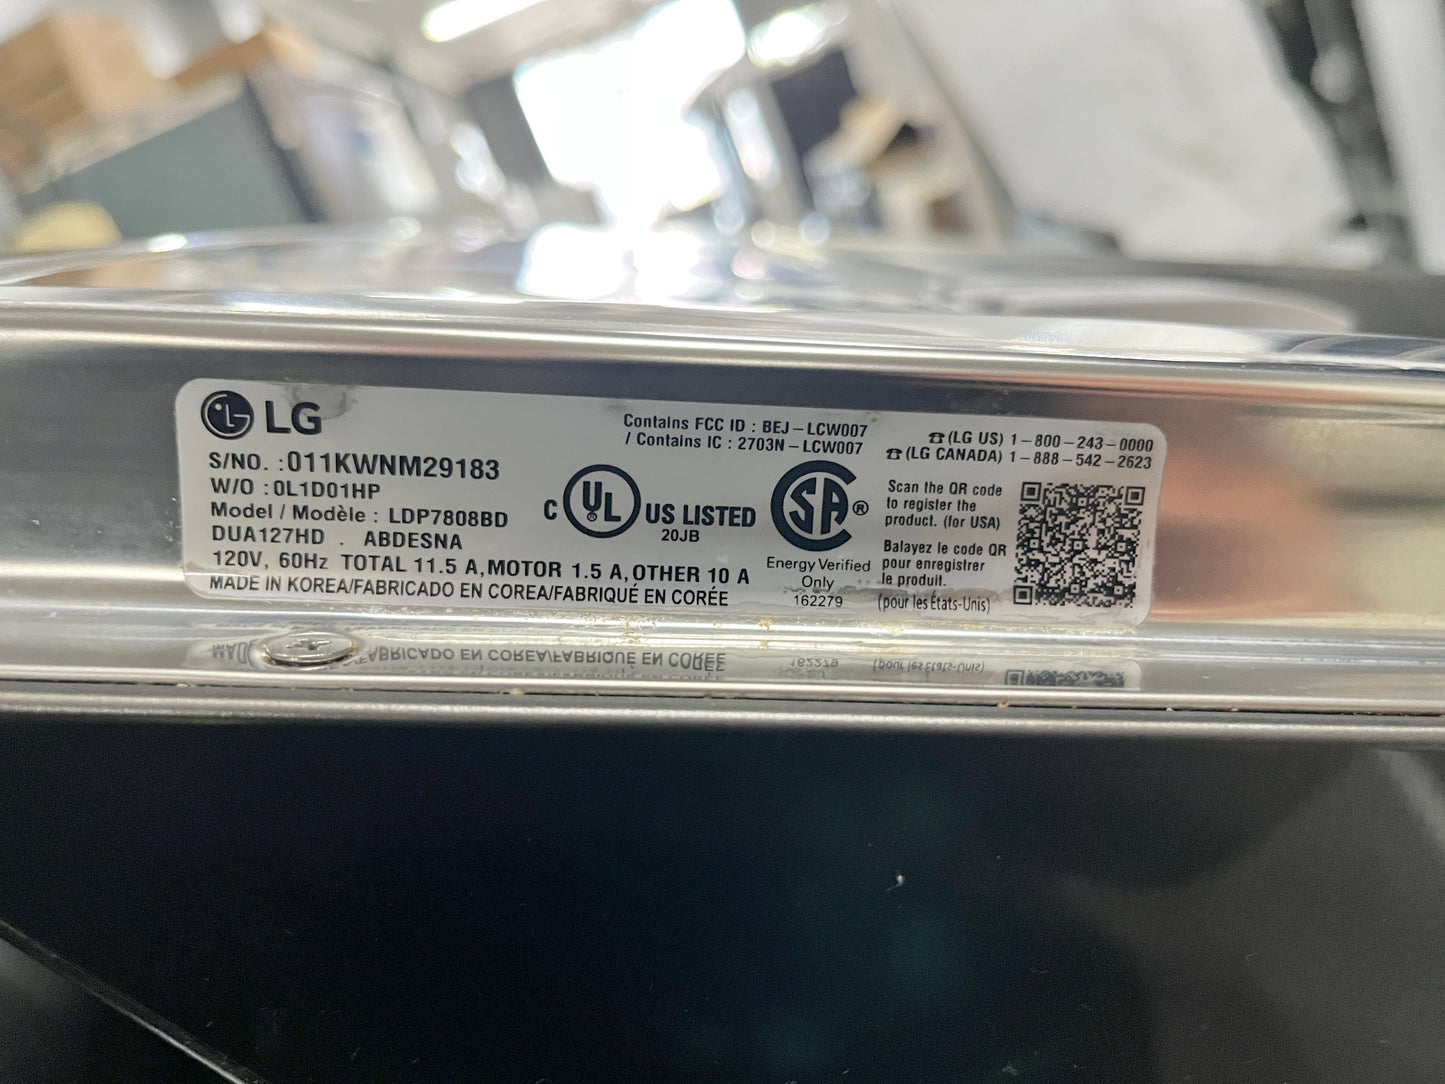 LG
S/NO. :011KWNM29183
W/O :0L1D01HP
Model / Modèle : LDP7808BD
DUA127HD . ABDESNA
120V, 60Hz TOTAL 11.5 A,MOTOR 1.5 A,OTHER 10 A
MADE IN KOREA/FABRICADO EN COREA/FABRIQUÉ EN CORÉE
Contains FCC ID : BEJ-LCW007
/ Contains IC : 2703N-LCW007
C UL ® US LISTED
20JB
SA ®
Energy Verified
Only
162279
☎(LG US) 1-800-243-0000
☎(LG CANADA) 1-888-542-2623
Scan the QR code
to register the
product. (for USA)
Balayez le code QR
pour enregistrer
le produit.
(pour les États-Unis)